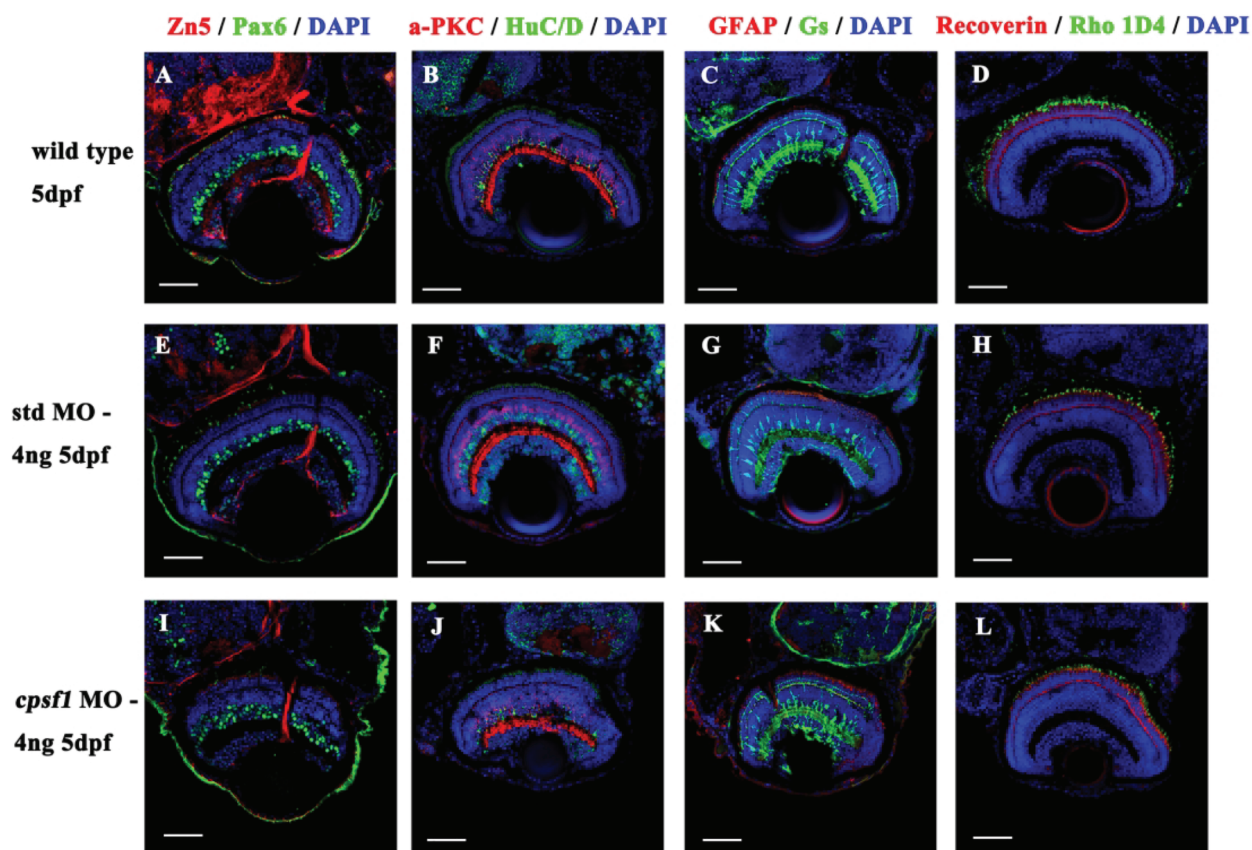 Zn5 / Pax6 / DAPI a-PKC / HuC/D / DAPI GFAP / Gs / DAPI Recoverin / Rho 1D4 / DAPI
A B C D
wild type
5dpf
E F G H
std MO -
4ng 5dpf
I J K L
cpsf1 MO -
4ng 5dpf